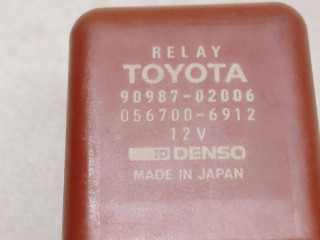 RELAY
TOYOTA
90987-02006
056700-6912
12V
DENSO
MADE IN JAPAN